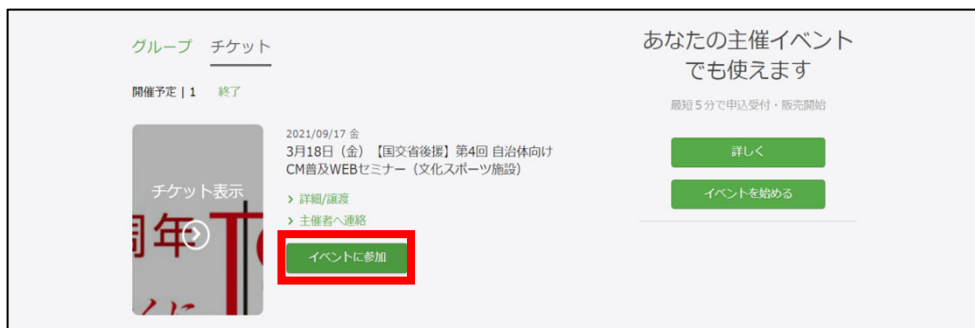 グループ チケット
開催予定 | 1 終了
チケット表示
周年
2021/09/17 金
3月18日（金）【国交省後援】第4回 自治体向け
CM普及WEBセミナー（文化スポーツ施設）
> 詳細/譲渡
> 主催者へ連絡
イベントに参加
あなたの主催イベント
でも使えます
最短5分で申込受付・販売開始
詳しく
イベントを始める